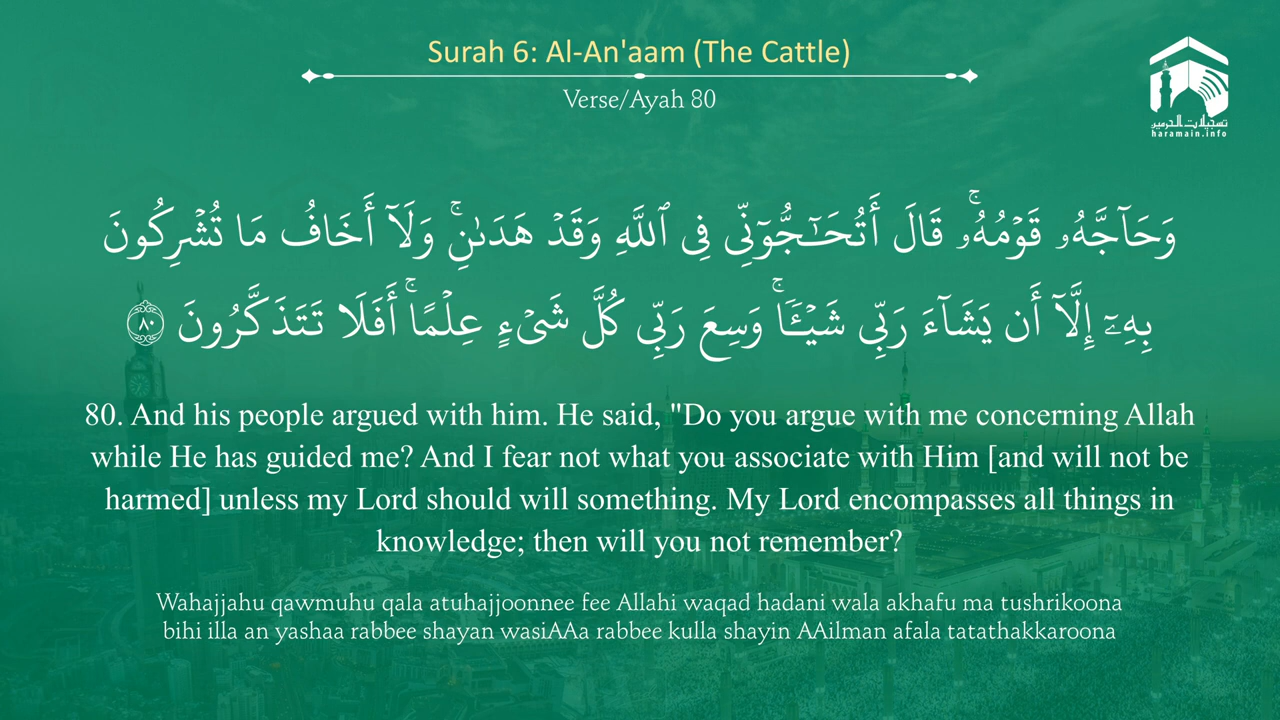 Surah 6: Al-An'aam (The Cattle)
Verse/Ayah 80
تسجيلات الحرمين
haramain.info
وَحَآجَّهُۥ قَوْمُهُۥ ۚ قَالَ أَتُحَـٰٓجُّوٓنِّى فِى ٱللَّهِ وَقَدْ هَدَىٰنِ ۚ وَلَآ أَخَافُ مَا تُشْرِكُونَ
بِهِۦٓ إِلَّآ أَن يَشَآءَ رَبِّى شَيْـًٔا ۗ وَسِعَ رَبِّى كُلَّ شَىْءٍ عِلْمًا ۗ أَفَلَا تَتَذَكَّرُونَ ٨٠
80. And his people argued with him. He said, "Do you argue with me concerning Allah
while He has guided me? And I fear not what you associate with Him [and will not be
harmed] unless my Lord should will something. My Lord encompasses all things in
knowledge; then will you not remember?
Wahajjahu qawmuhu qala atuhajjoonnee fee Allahi waqad hadani wala akhafu ma tushrikoona
bihi illa an yashaa rabbee shayan wasiAAa rabbee kulla shayin AAilman afala tatathakkaroona